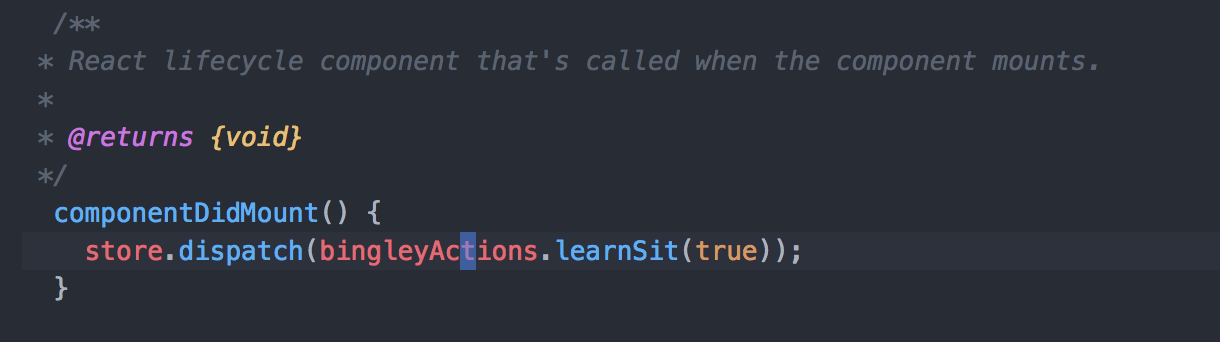 /**
* React lifecycle component that's called when the component mounts.
*
* @returns {void}
*/
componentDidMount() {
store.dispatch(bingleyActions.learnSit(true));
}